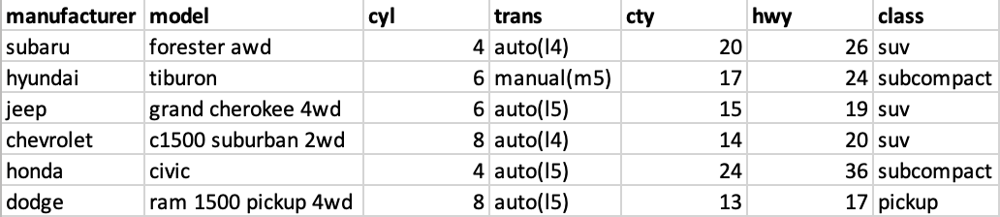 manufacturer model cyl trans cty hwy class
subaru forester awd 4 auto(l4) 20 26 suv
hyundai tiburon 6 manual(m5) 17 24 subcompact
jeep grand cherokee 4wd 6 auto(l5) 15 19 suv
chevrolet c1500 suburban 2wd 8 auto(l4) 14 20 suv
honda civic 4 auto(l5) 24 36 subcompact
dodge ram 1500 pickup 4wd 8 auto(l5) 13 17 pickup